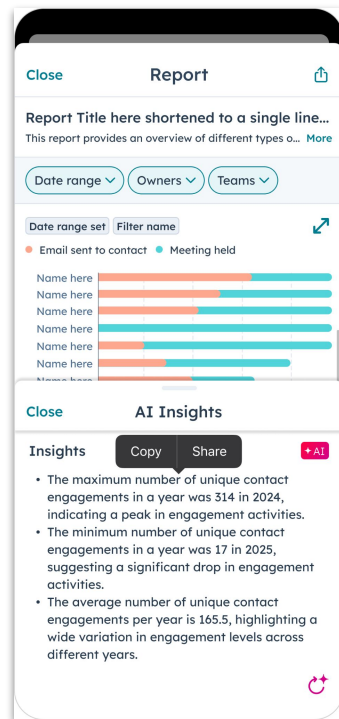 Close Report
Report Title here shortened to a single line...
This report provides an overview of different types o... More
Date range Owners Teams
Date range set Filter name
Email sent to contact Meeting held
Name here
Name here
Name here
Name here
Name here
Name here
Name here
Close AI Insights
Insights Copy Share AI
• The maximum number of unique contact
engagements in a year was 314 in 2024,
indicating a peak in engagement activities.
• The minimum number of unique contact
engagements in a year was 17 in 2025,
suggesting a significant drop in engagement
activities.
• The average number of unique contact
engagements per year is 165.5, highlighting a
wide variation in engagement levels across
different years.